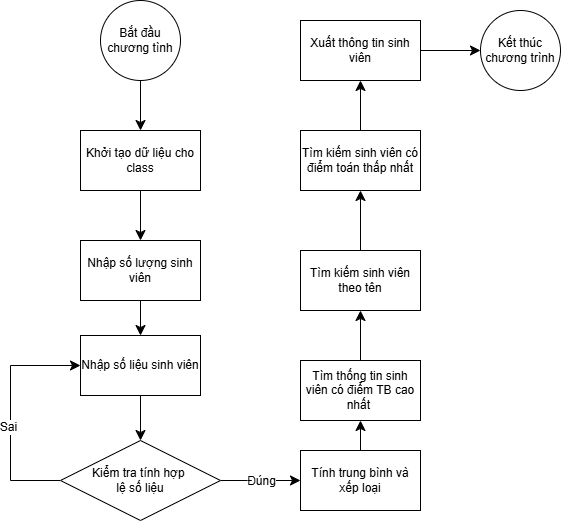 Bắt đầu
chương tình
Khởi tạo dữ liệu cho
class
Nhập số lượng sinh
viên
Nhập số liệu sinh viên
Sai
Kiểm tra tính hợp
lệ số liệu
Đúng
Tính trung bình và
xếp loại
Tìm thống tin sinh
viên có điểm TB cao
nhất
Tìm kiếm sinh viên
theo tên
Tìm kiếm sinh viên có
điểm toán thấp nhất
Xuất thông tin sinh
viên
Kết thúc
chương trình